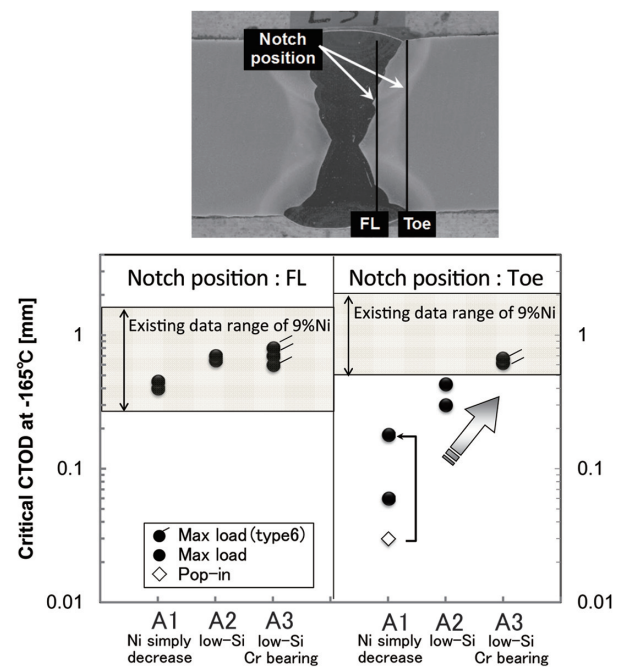 L31
Notch
position
FL
Toe
Notch position : FL
Notch position : Toe
Existing data range of 9%Ni
Existing data range of 9%Ni
Critical CTOD at -165℃ [mm]
1
0.1
0.01
1
0.1
0.01
Max load(type6)
Max load
Pop-in
A1
Ni simply
decrease
A2
low-Si
A3
low-Si
Cr bearing
A1
Ni simply
decrease
A2
low-Si
A3
low-Si
Cr bearing